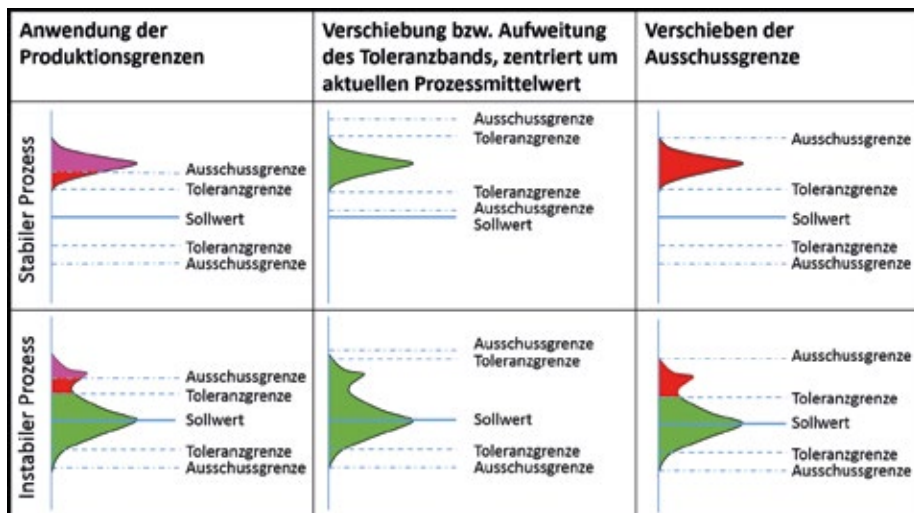 Anwendung der
Produktionsgrenzen
Verschiebung bzw. Aufweitung
des Toleranzbands, zentriert um
aktuellen Prozessmittelwert
Verschieben der
Ausschussgrenze
Stabiler Prozess
Ausschussgrenze
Toleranzgrenze
Sollwert
Toleranzgrenze
Ausschussgrenze
Ausschussgrenze
Toleranzgrenze
Toleranzgrenze
Ausschussgrenze
Sollwert
Ausschussgrenze
Toleranzgrenze
Sollwert
Toleranzgrenze
Ausschussgrenze
Instabiler Prozess
Ausschussgrenze
Toleranzgrenze
Sollwert
Toleranzgrenze
Ausschussgrenze
Ausschussgrenze
Toleranzgrenze
Sollwert
Toleranzgrenze
Ausschussgrenze
Ausschussgrenze
Toleranzgrenze
Sollwert
Toleranzgrenze
Ausschussgrenze